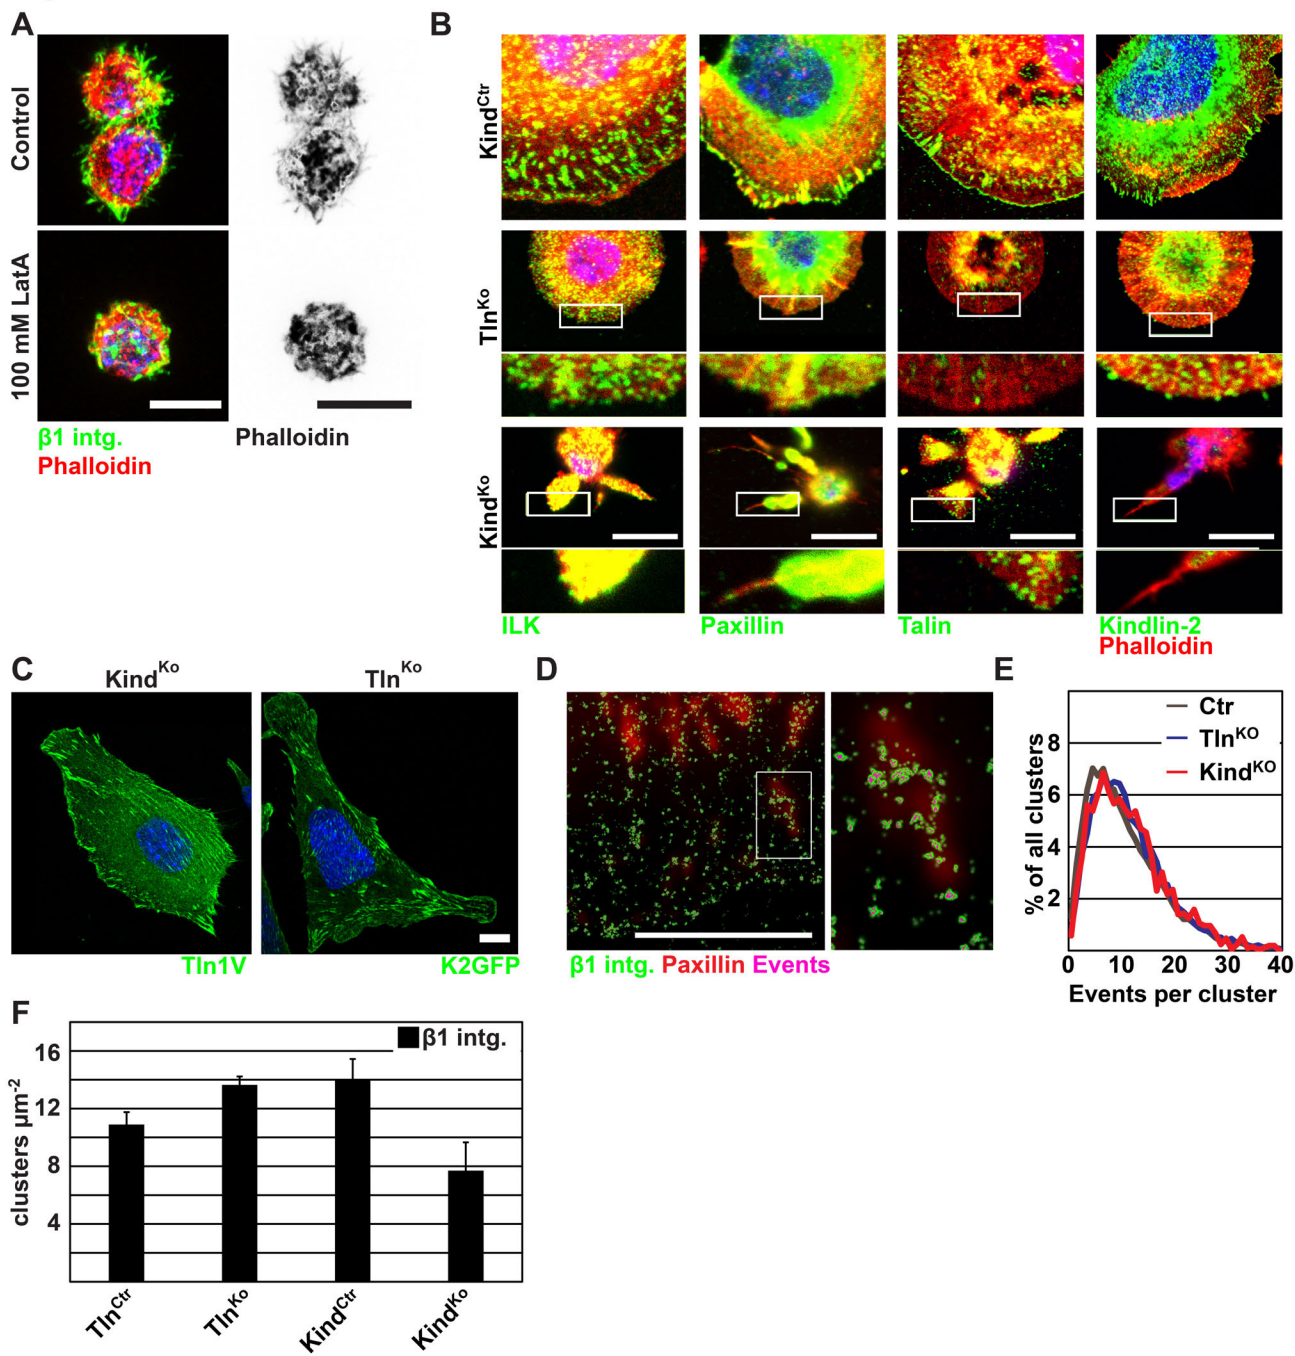 A
Control
100 mM LatA
β1 intg.
Phalloidin
Phalloidin
B
Kind^Ctr
Tln^Ko
Kind^Ko
ILK
Paxillin
Talin
Kindlin-2
Phalloidin
C
Kind^Ko
Tln^Ko
Tln1V
K2GFP
D
β1 intg. Paxillin Events
E
Ctr
Tln^KO
Kind^KO
% of all clusters
8
6
4
2
0 10 20 30 40
Events per cluster
F
β1 intg.
clusters µm^-2
16
12
8
4
Tln^Ctr
Tln^Ko
Kind^Ctr
Kind^Ko